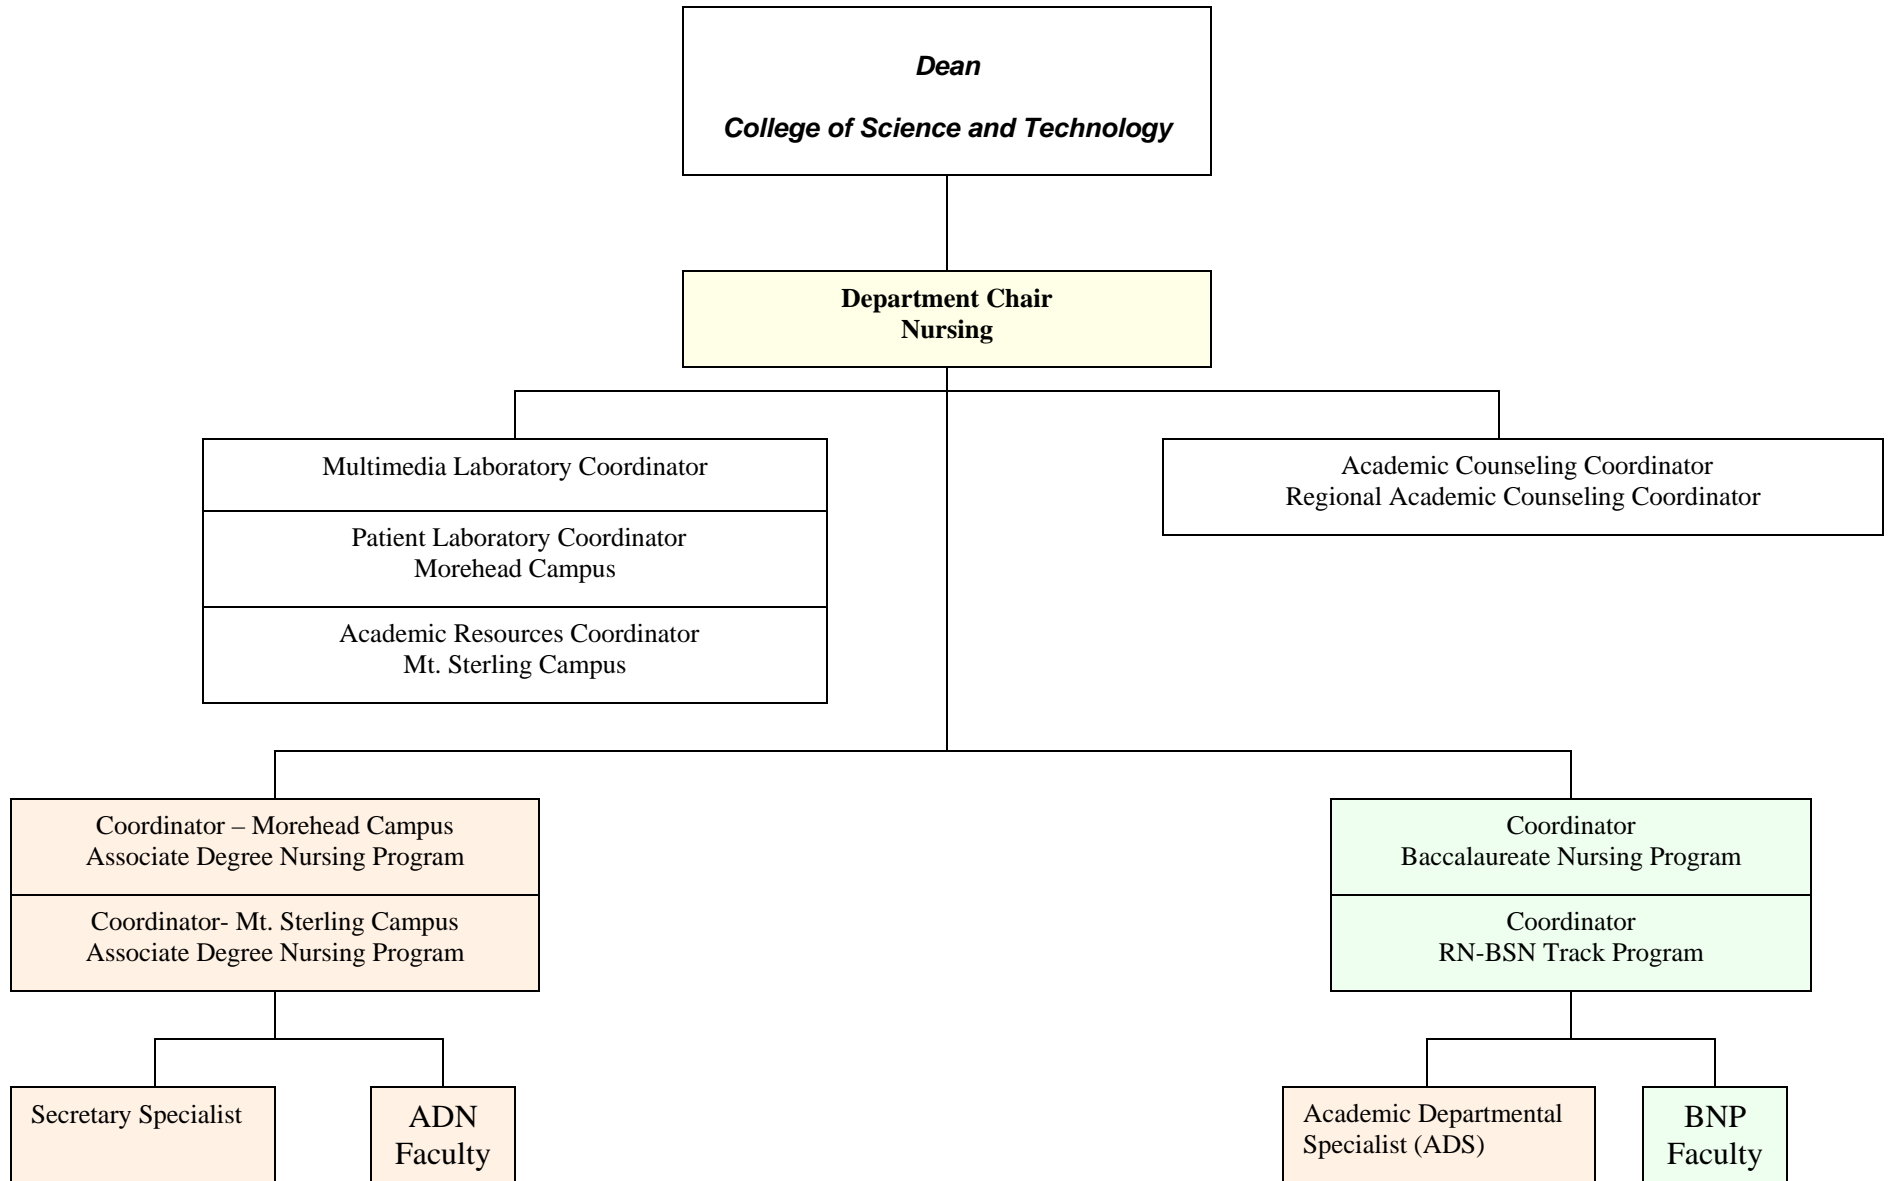 Dean
College of Science and Technology
Department Chair
Nursing
Multimedia Laboratory Coordinator
Patient Laboratory Coordinator
Morehead Campus
Academic Resources Coordinator
Mt. Sterling Campus
Academic Counseling Coordinator
Regional Academic Counseling Coordinator
Coordinator – Morehead Campus
Associate Degree Nursing Program
Coordinator- Mt. Sterling Campus
Associate Degree Nursing Program
Coordinator
Baccalaureate Nursing Program
Coordinator
RN-BSN Track Program
Secretary Specialist
ADN
Faculty
Academic Departmental
Specialist (ADS)
BNP
Faculty